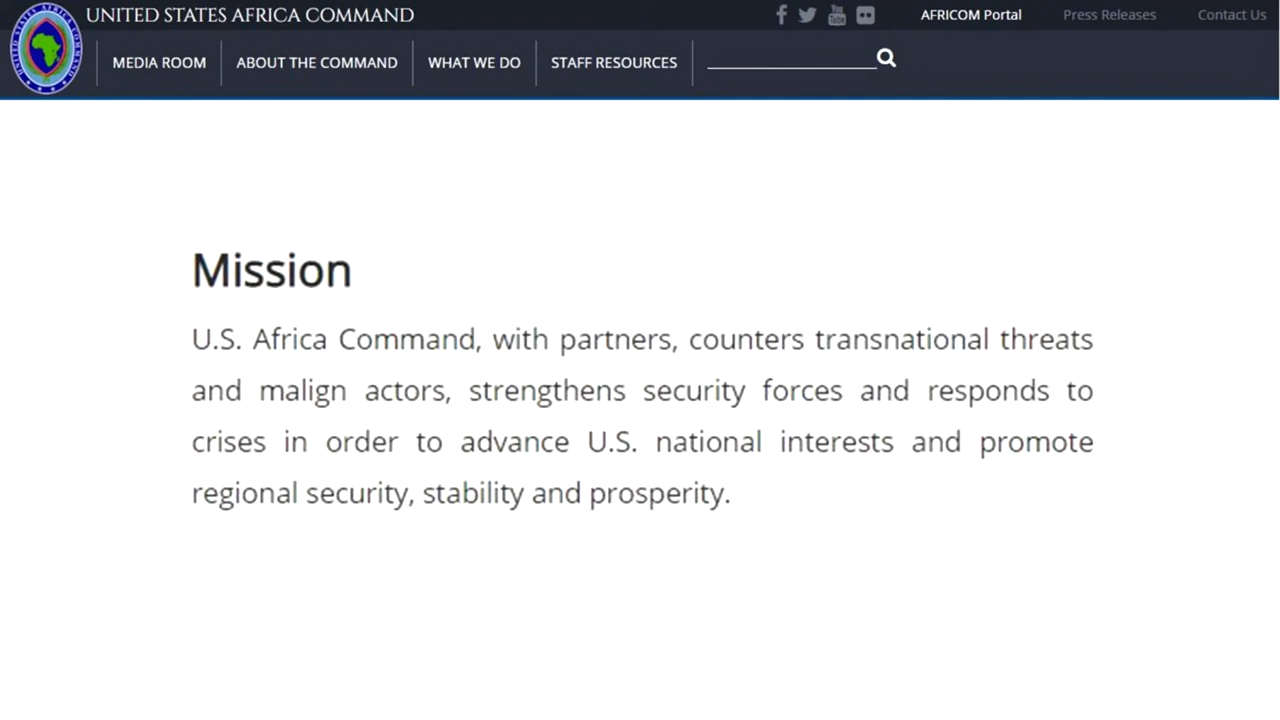 UNITED STATES AFRICA COMMAND
AFRICOM Portal
Press Releases
Contact Us
MEDIA ROOM
ABOUT THE COMMAND
WHAT WE DO
STAFF RESOURCES
Mission
U.S. Africa Command, with partners, counters transnational threats
and malign actors, strengthens security forces and responds to
crises in order to advance U.S. national interests and promote
regional security, stability and prosperity.